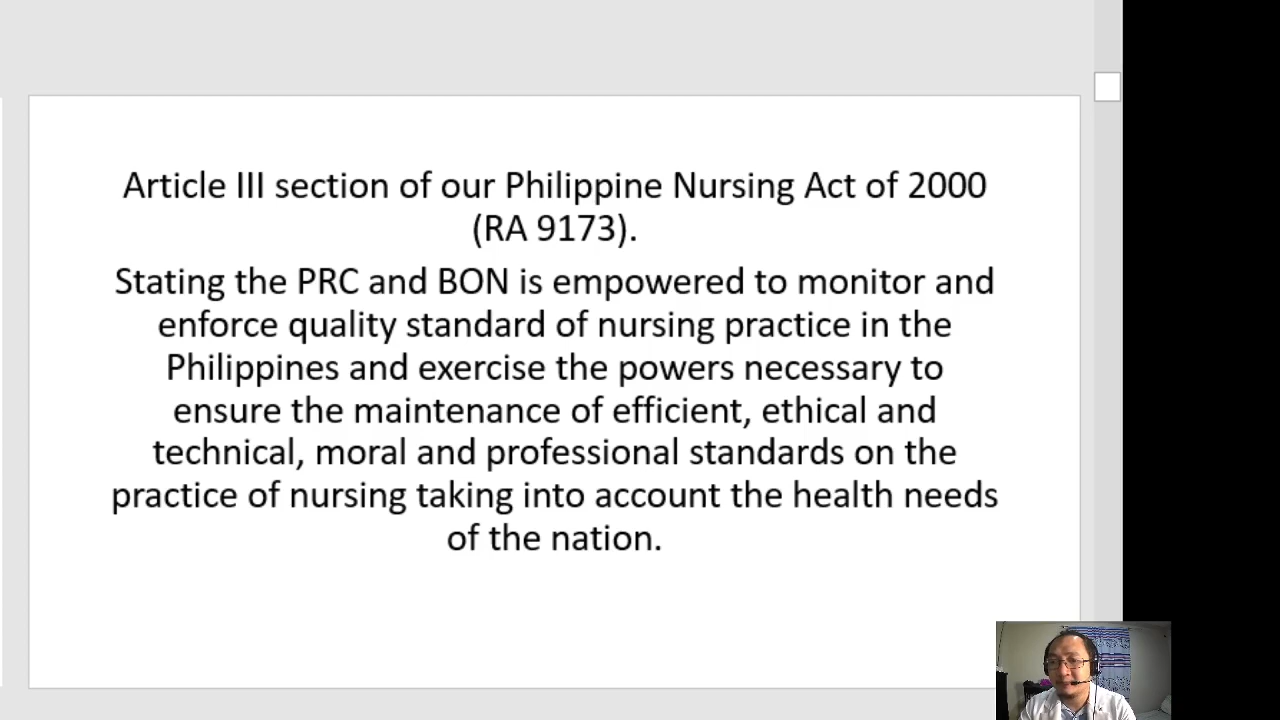 Article III section of our Philippine Nursing Act of 2000
(RA 9173).
Stating the PRC and BON is empowered to monitor and
enforce quality standard of nursing practice in the
Philippines and exercise the powers necessary to
ensure the maintenance of efficient, ethical and
technical, moral and professional standards on the
practice of nursing taking into account the health needs
of the nation.